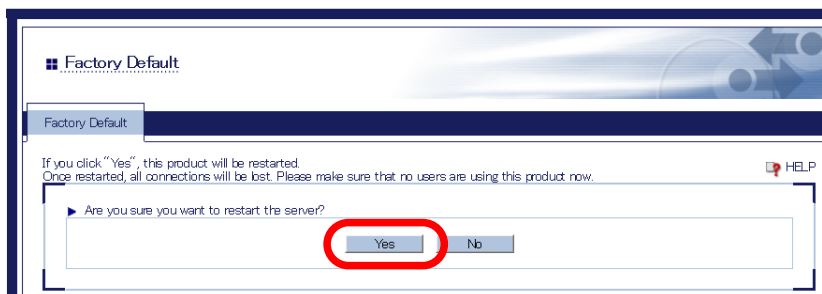 Factory Default
Factory Default
If you click "Yes", this product will be restarted.
Once restarted, all connections will be lost. Please make sure that no users are using this product now.
HELP
Are you sure you want to restart the server?
Yes No